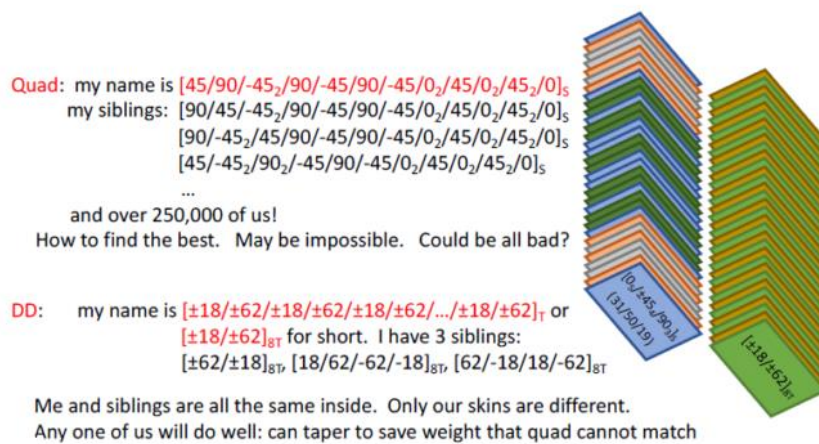 Quad: my name is [45/90/-45₂/90/-45/90/-45/0₂/45/0₂/45₂/0]ₛ
my siblings: [90/45/-45₂/90/-45/90/-45/0₂/45/0₂/45₂/0]ₛ
[90/-45₂/45/90/-45/90/-45/0₂/45/0₂/45₂/0]ₛ
[45/-45₂/90₂/-45/90/-45/0₂/45/0₂/45₂/0]ₛ
...
and over 250,000 of us!
How to find the best. May be impossible. Could be all bad?
DD: my name is [±18/±62/±18/±62/±18/±62/.../±18/±62]T or
[±18/±62]8T for short. I have 3 siblings:
[±62/±18]8T, [18/62/-62/-18]8T, [62/-18/18/-62]8T
Me and siblings are all the same inside. Only our skins are different.
Any one of us will do well: can taper to save weight that quad cannot match
[0₅/±45₄/90₃]ₛ
(31/50/19)
[±18/±62]8T